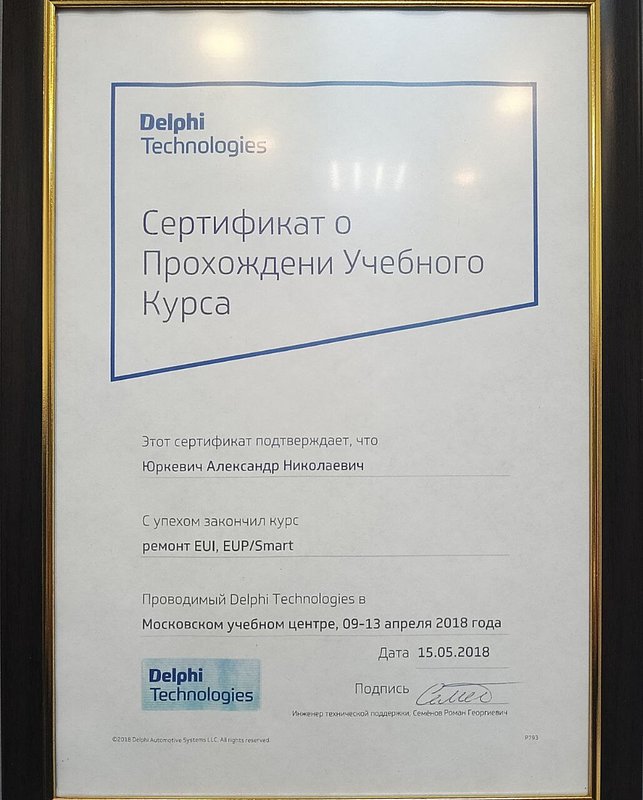 Delphi
Technologies
Сертификат о
Прохождени Учебного
Курса
Этот сертификат подтверждает, что
Юркевич Александр Николаевич
С упехом закончил курс
ремонт EUI, EUP/Smart
Проводимый Delphi Technologies в
Московском учебном центре, 09-13 апреля 2018 года
Дата 15.05.2018
Delphi
Technologies
Подпись
Инженер технической поддержки, Семёнов Роман Георгиевич
©2018 Delphi Automotive Systems LLC. All rights reserved.
P793